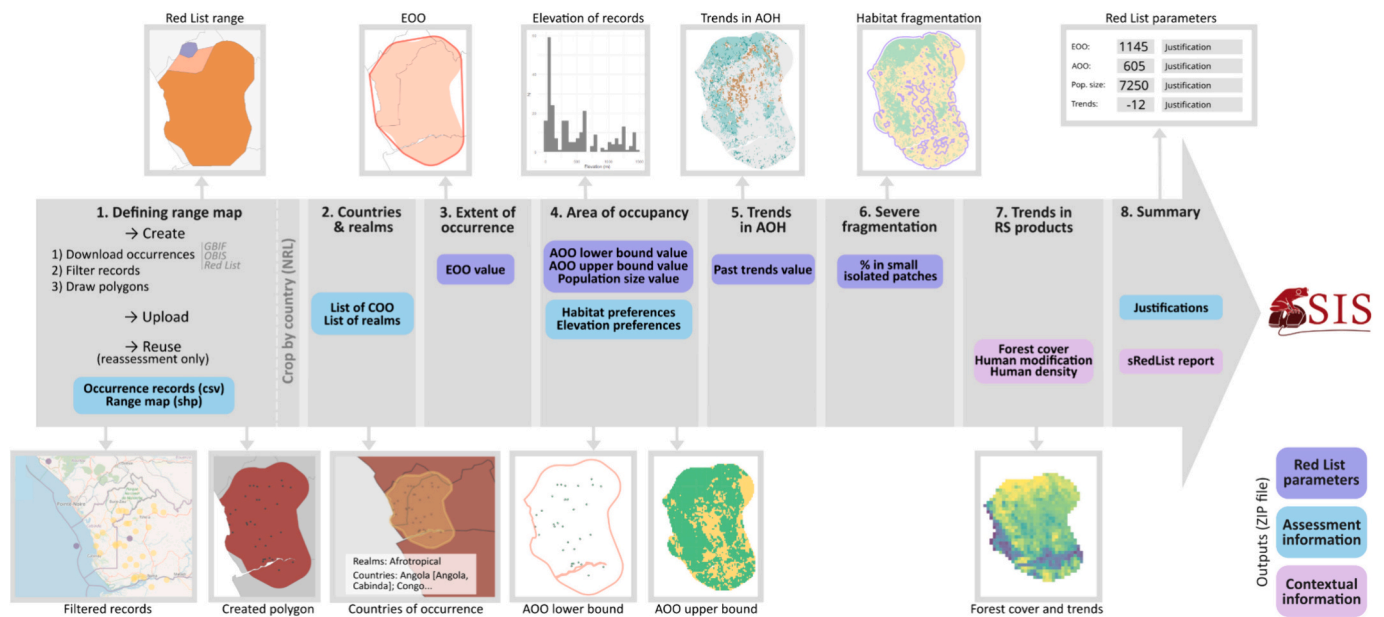 Red List range
EOO
Elevation of records
Trends in AOH
Habitat fragmentation
Red List parameters
EOO: 1145 Justification
AOO: 605 Justification
Pop. size: 7250 Justification
Trends: -12 Justification
Elevation (m)
1. Defining range map
→ Create
1) Download occurrences
2) Filter records
3) Draw polygons
GBIF
OBIS
Red List
→ Upload
→ Reuse
(reassessment only)
Occurrence records (csv)
Range map (shp)
Crop by country (NRL)
2. Countries
& realms
List of COO
List of realms
3. Extent of
occurrence
EOO value
4. Area of occupancy
AOO lower bound value
AOO upper bound value
Population size value
Habitat preferences
Elevation preferences
5. Trends
in AOH
Past trends value
6. Severe
fragmentation
% in small
isolated patches
7. Trends in
RS products
Forest cover
Human modification
Human density
8. Summary
Justifications
sRedList report
SIS
Realms: Afrotropical
Countries: Angola [Angola,
Cabinda]; Congo...
Filtered records
Created polygon
Countries of occurrence
AOO lower bound
AOO upper bound
Forest cover and trends
Outputs (ZIP file)
Red List
parameters
Assessment
information
Contextual
information